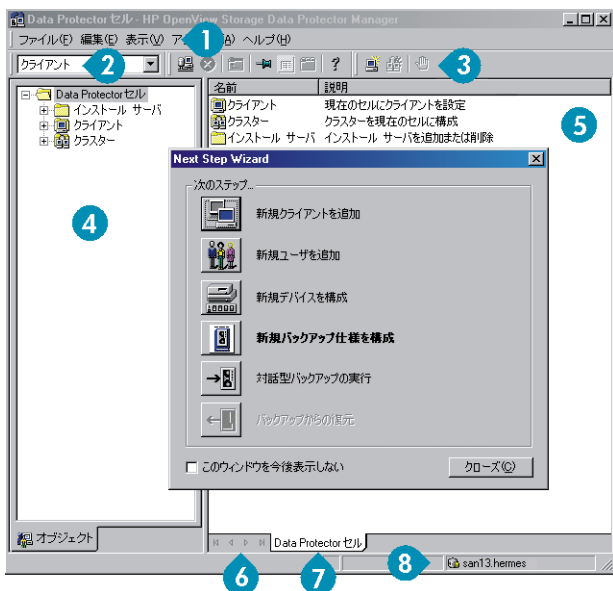 Data Protector セル - HP OpenView Storage Data Protector Manager
ファイル(F) 編集(E) 表示(V) ア 1 (A) ヘルプ(H)
クライアント 2 ? 3
Data Protector セル
インストール サーバ
クライアント
クラスター
4
名前 説明
クライアント 現在のセルにクライアントを設定
クラスター クラスターを現在のセルに構成
インストール サーバ インストール サーバを追加または削除
5
Next Step Wizard
次のステップ...
新規クライアントを追加
新規ユーザを追加
新規デバイスを構成
新規バックアップ仕様を構成
対話型バックアップの実行
バックアップからの復元
このウィンドウを今後表示しない クローズ(C)
オブジェクト
Data Protector セル
6 7 8 san13.hermes